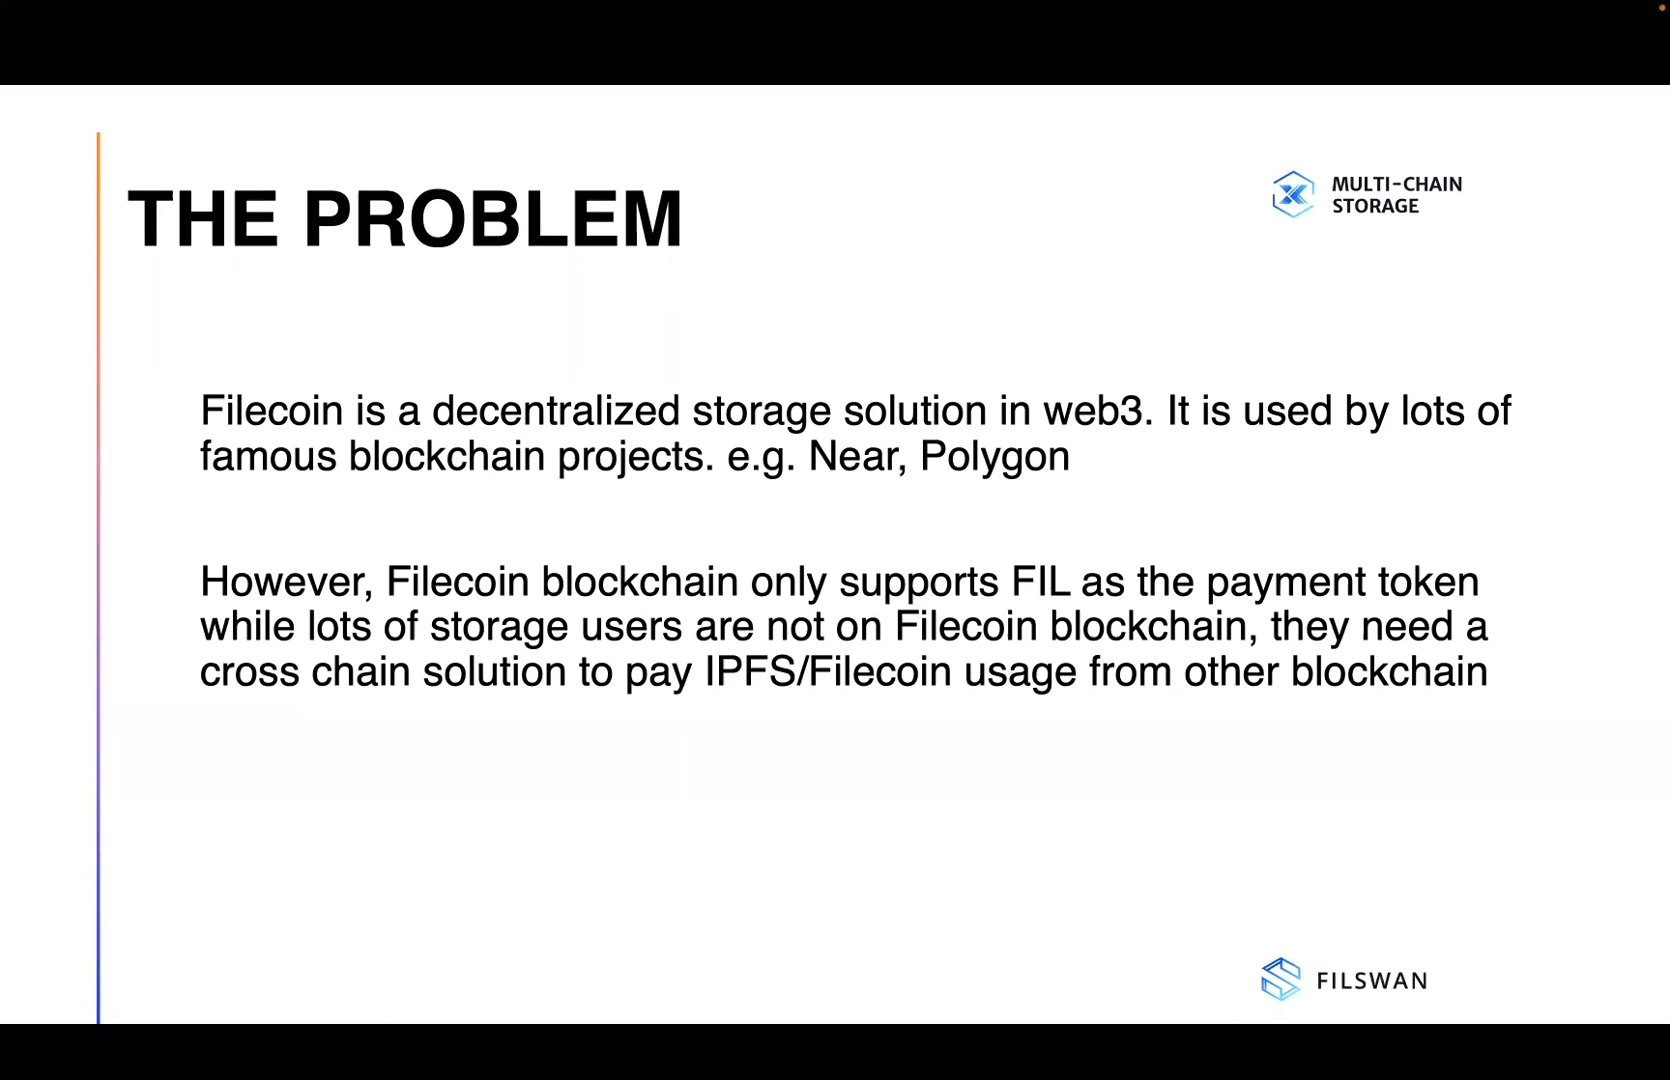 THE PROBLEM
MULTI-CHAIN
STORAGE
Filecoin is a decentralized storage solution in web3. It is used by lots of
famous blockchain projects. e.g. Near, Polygon
However, Filecoin blockchain only supports FIL as the payment token
while lots of storage users are not on Filecoin blockchain, they need a
cross chain solution to pay IPFS/Filecoin usage from other blockchain
FILSWAN